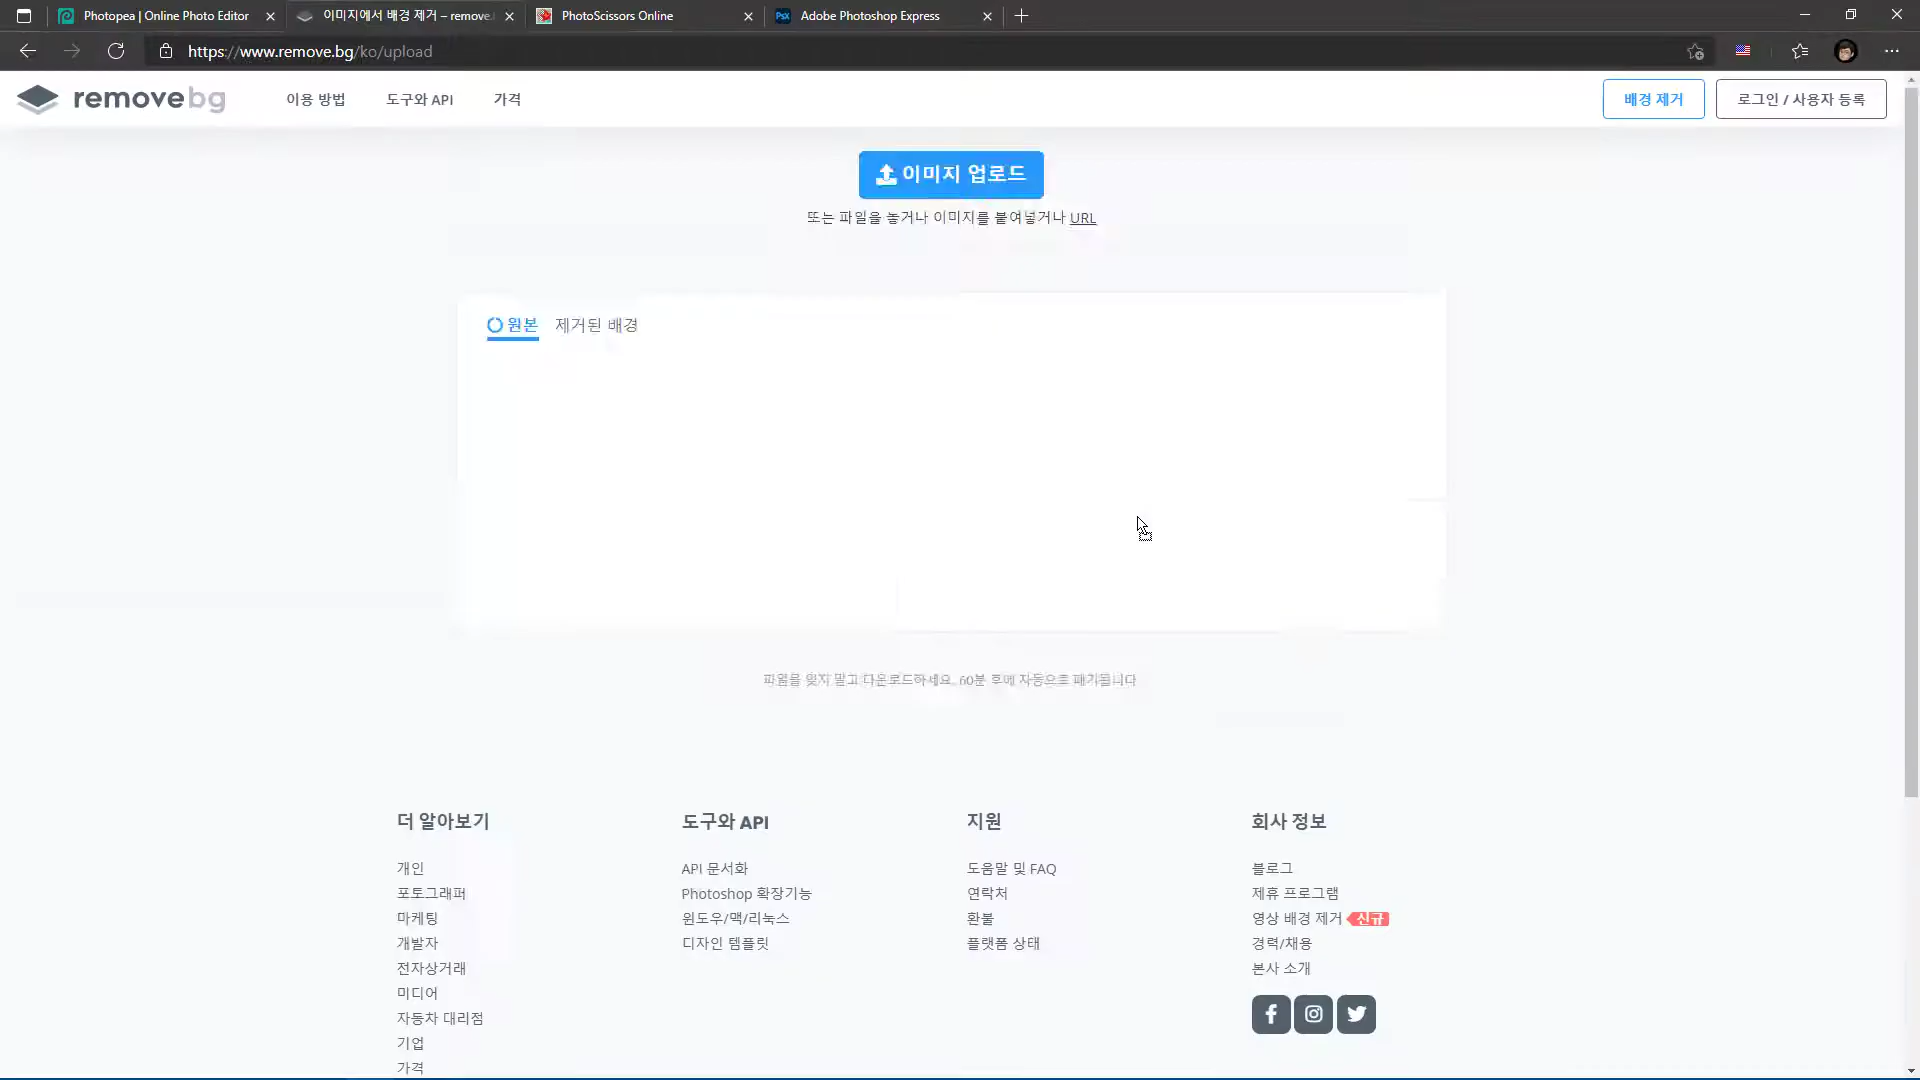 Photopea | Online Photo Editor
이미지에서 배경 제거 – remove.
PhotoScissors Online
Adobe Photoshop Express
https://www.remove.bg/ko/upload
removebg
이용 방법
도구와 API
가격
배경 제거
로그인 / 사용자 등록
이미지 업로드
또는 파일을 놓거나 이미지를 붙여넣거나 URL
원본
제거된 배경
파일을 잊지 말고 다운로드하세요. 60분 후에 자동으로 폐기됩니다
더 알아보기
개인
포토그래퍼
마케팅
개발자
전자상거래
미디어
자동차 대리점
기업
가격
도구와 API
API 문서화
Photoshop 확장기능
윈도우/맥/리눅스
디자인 템플릿
지원
도움말 및 FAQ
연락처
환불
플랫폼 상태
회사 정보
블로그
제휴 프로그램
영상 배경 제거 신규
경력/채용
본사 소개